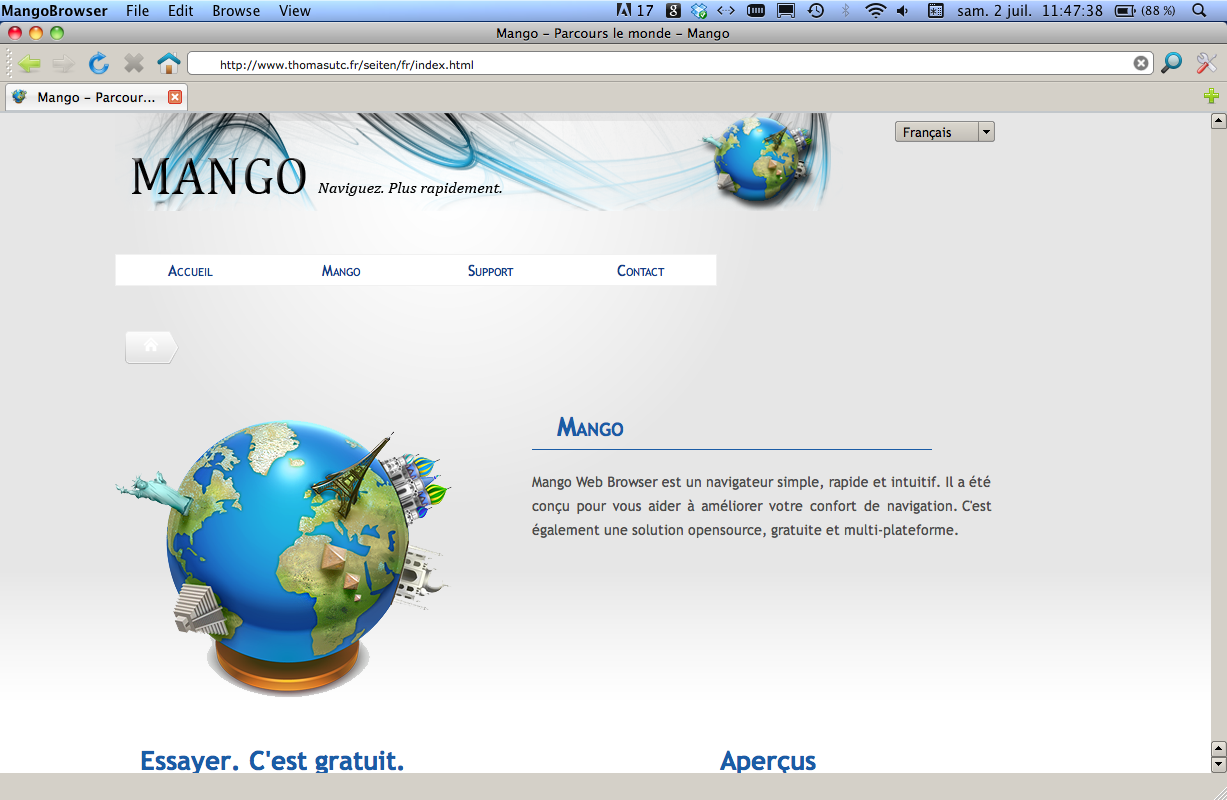 MangoBrowser File Edit Browse View 17 sam. 2 juil. 11:47:38 (88 %)
Mango – Parcours le monde – Mango
http://www.thomasutc.fr/seiten/fr/index.html
Mango – Parcour...
Français
MANGO Naviguez. Plus rapidement.
Accueil Mango Support Contact
Mango
Mango Web Browser est un navigateur simple, rapide et intuitif. Il a été
conçu pour vous aider à améliorer votre confort de navigation. C'est
également une solution opensource, gratuite et multi-plateforme.
Essayer. C'est gratuit. Aperçus